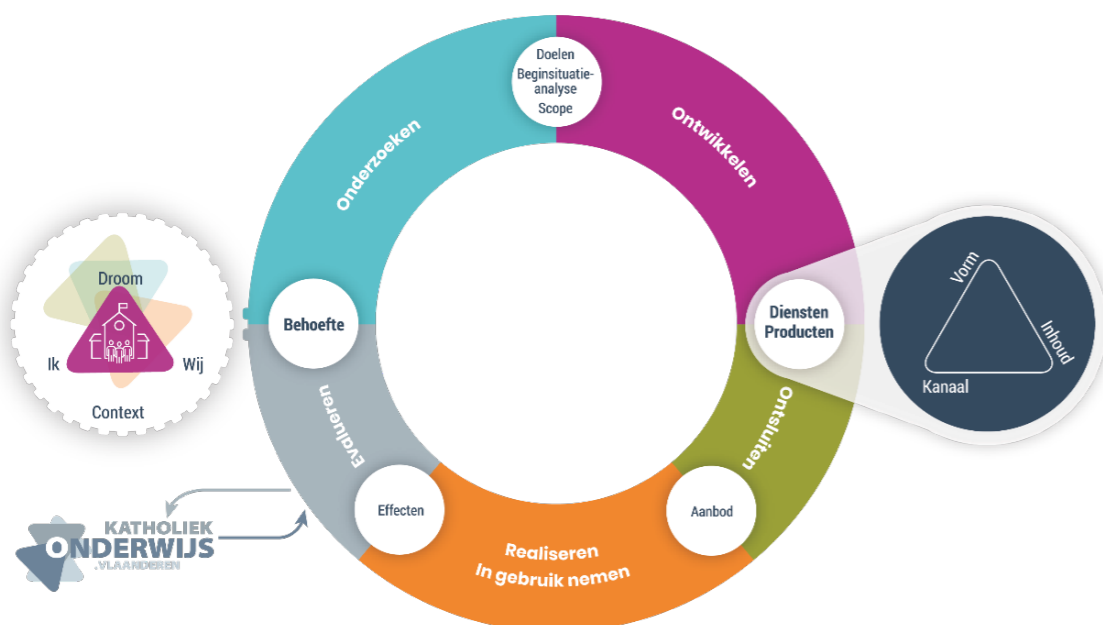 Doelen
Beginsituatie-
analyse
Scope
Onderzoeken
Ontwikkelen
Droom
Ik
Wij
Context
Behoefte
Diensten
Producten
Vorm
Inhoud
Kanaal
Evalueren
Ontsluiten
Effecten
Aanbod
Realiseren
In gebruik nemen
KATHOLIEK
ONDERWIJS
.VLAANDEREN